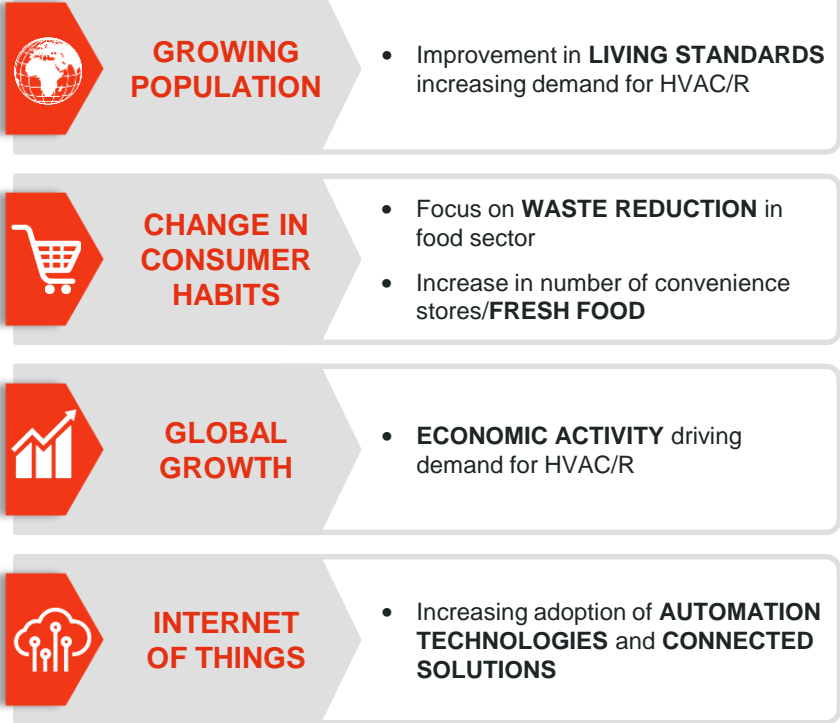 GROWING
POPULATION
• Improvement in LIVING STANDARDS
increasing demand for HVAC/R
CHANGE IN
CONSUMER
HABITS
• Focus on WASTE REDUCTION in
food sector
• Increase in number of convenience
stores/FRESH FOOD
GLOBAL
GROWTH
• ECONOMIC ACTIVITY driving
demand for HVAC/R
INTERNET
OF THINGS
• Increasing adoption of AUTOMATION
TECHNOLOGIES and CONNECTED
SOLUTIONS